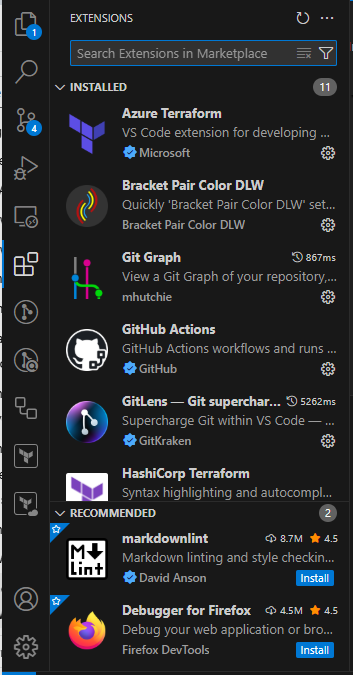 EXTENSIONS
1
Search Extensions in Marketplace
INSTALLED 11
Azure Terraform
VS Code extension for developing ...
Microsoft
4
Bracket Pair Color DLW
Quickly 'Bracket Pair Color DLW' set...
Bracket Pair Color DLW
Git Graph 867ms
View a Git Graph of your repository,...
mhutchie
GitHub Actions
GitHub Actions workflows and runs ...
GitHub
GitLens — Git superchar... 5262ms
Supercharge Git within VS Code — ...
GitKraken
HashiCorp Terraform
Syntax highlighting and autocompl...
RECOMMENDED 2
markdownlint 8.7M 4.5
M Lint
Markdown linting and style checkin...
David Anson Install
Debugger for Firefox 4.5M 4.5
Debug your web application or bro...
Firefox DevTools Install